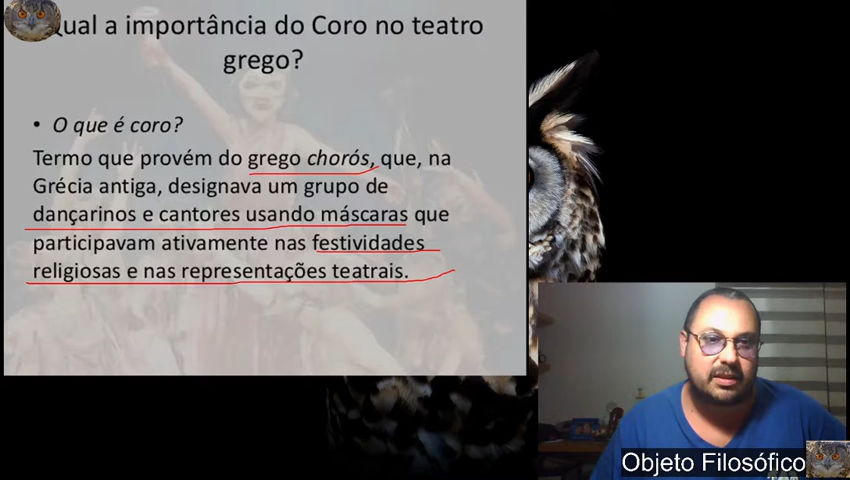 Qual a importância do Coro no teatro
grego?
• O que é coro?
Termo que provém do grego chorós, que, na
Grécia antiga, designava um grupo de
dançarinos e cantores usando máscaras que
participavam ativamente nas festividades
religiosas e nas representações teatrais.
Objeto Filosófico